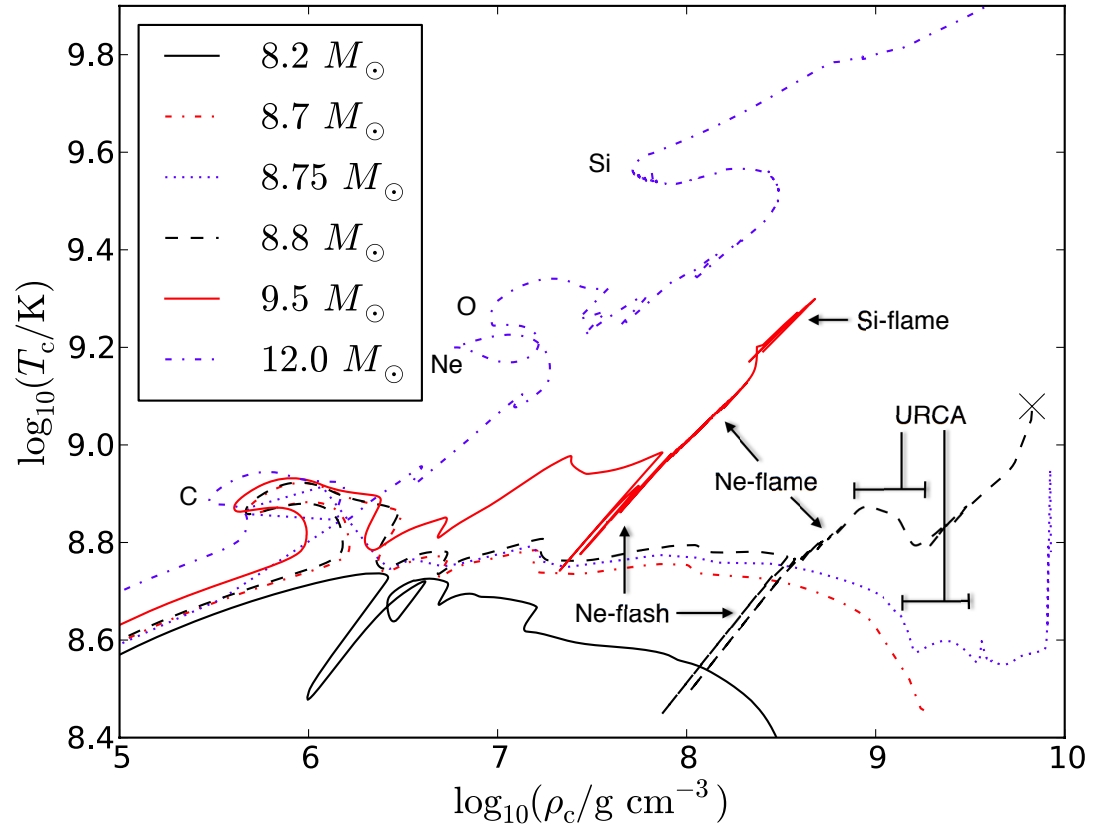 8.2 M⊙
8.7 M⊙
8.75 M⊙
8.8 M⊙
9.5 M⊙
12.0 M⊙
Si
O
Ne
C
Si-flame
URCA
Ne-flame
Ne-flash
9.8
9.6
9.4
9.2
9.0
8.8
8.6
8.4
log₁₀(T_c/K)
5 6 7 8 9 10
log₁₀(ρ_c/g cm⁻³)